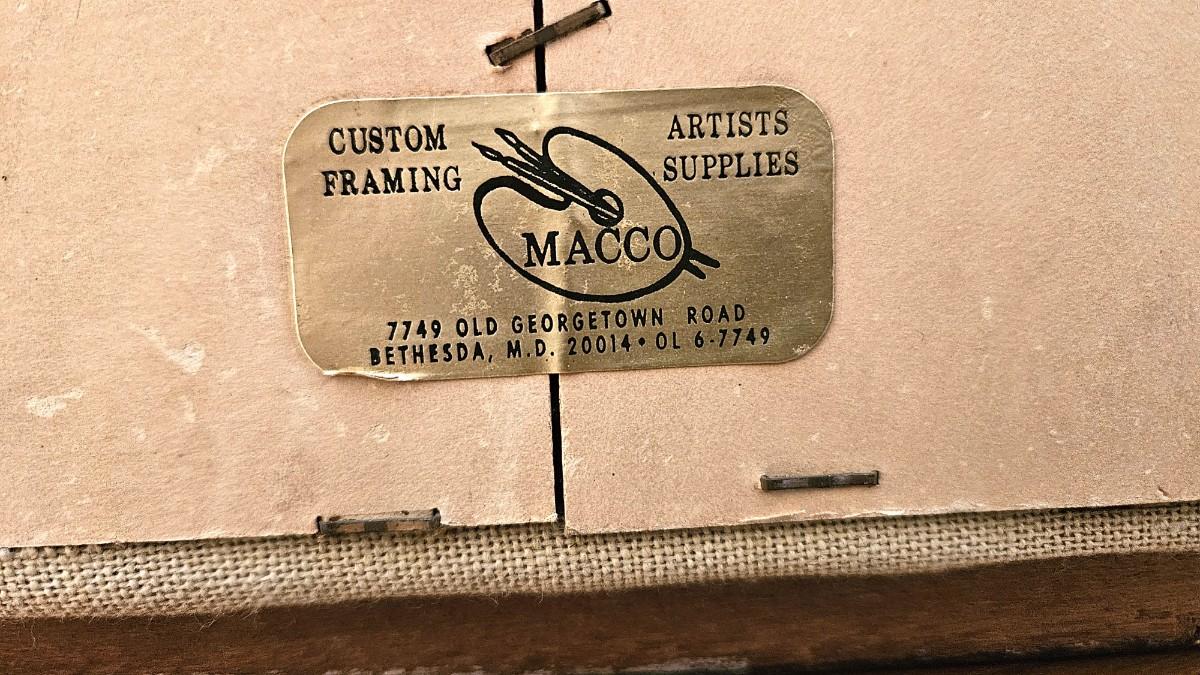 CUSTOM
FRAMING
ARTISTS
SUPPLIES
MACCO
7749 OLD GEORGETOWN ROAD
BETHESDA, M.D. 20014 • OL 6-7749